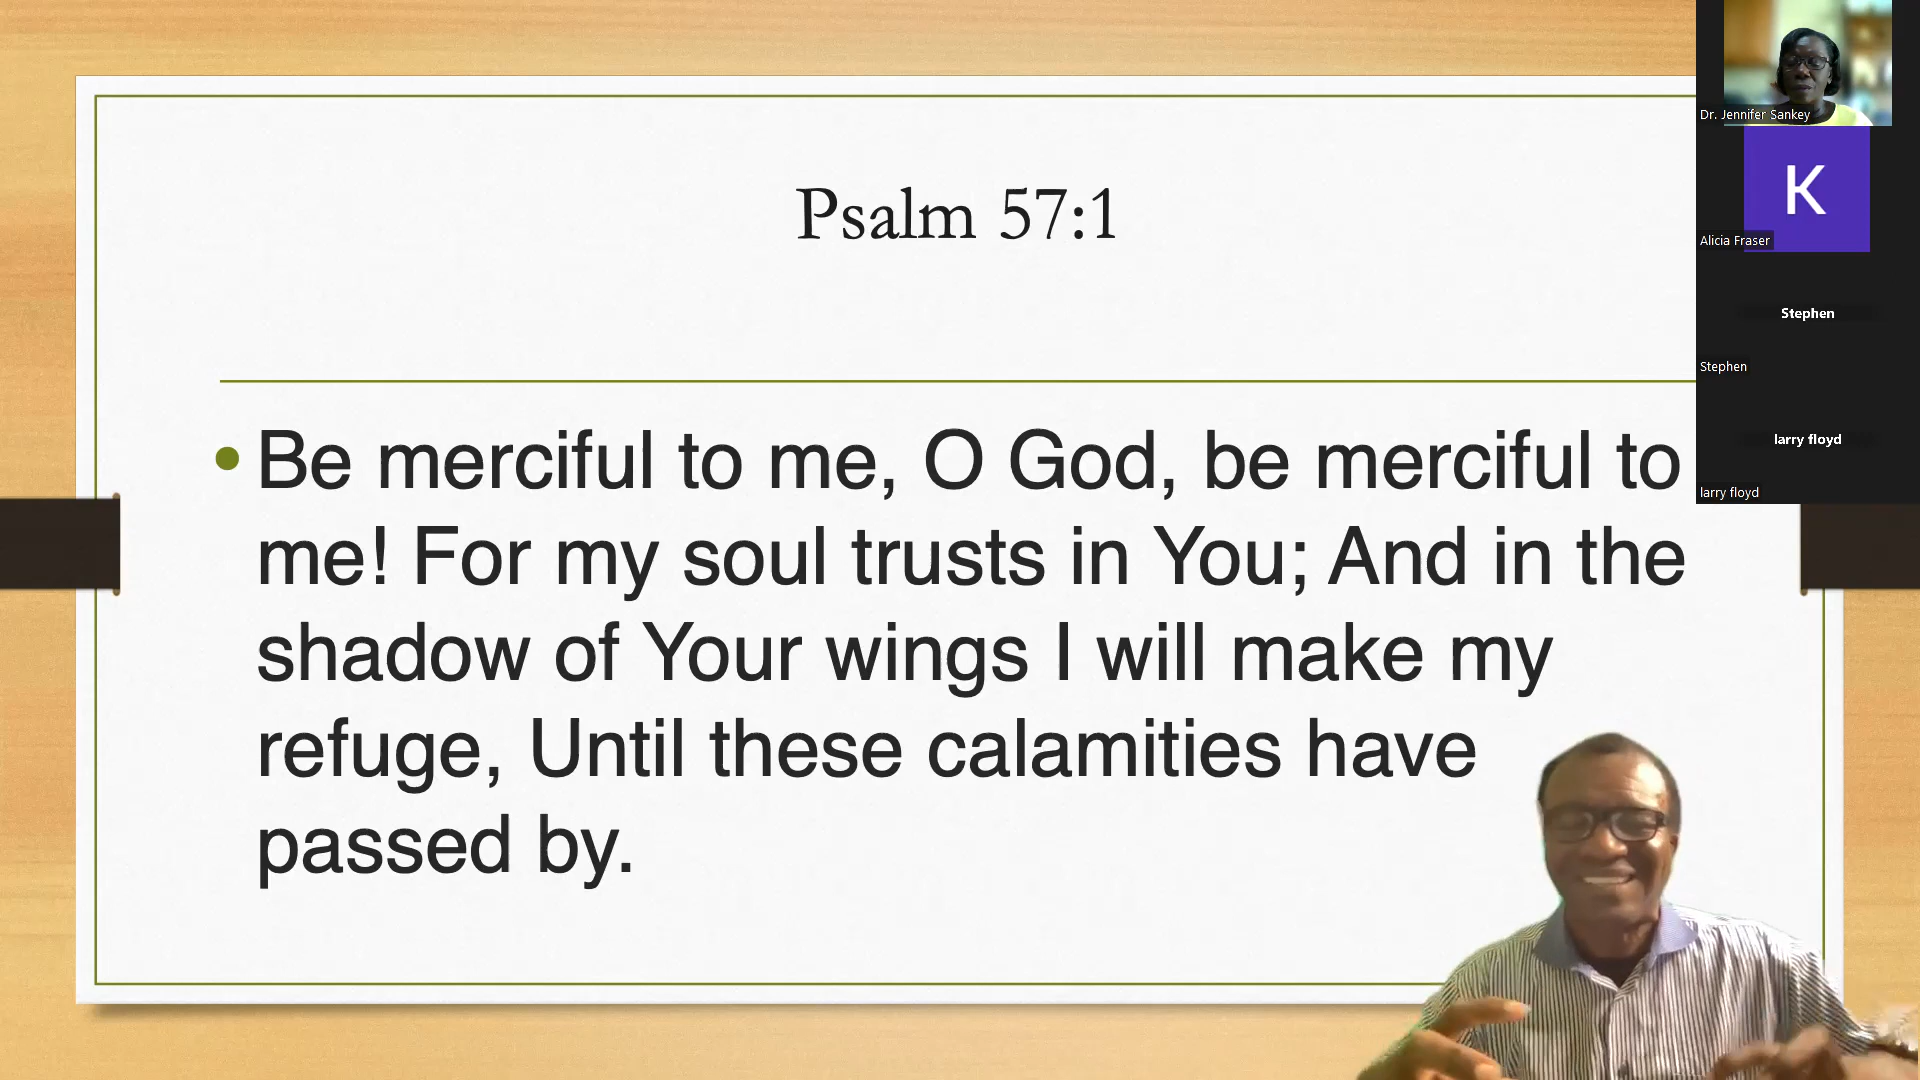 Psalm 57:1
• Be merciful to me, O God, be merciful to
me! For my soul trusts in You; And in the
shadow of Your wings I will make my
refuge, Until these calamities have
passed by.
Dr. Jennifer Sankey
K
Alicia Fraser
Stephen
Stephen
larry floyd
larry floyd